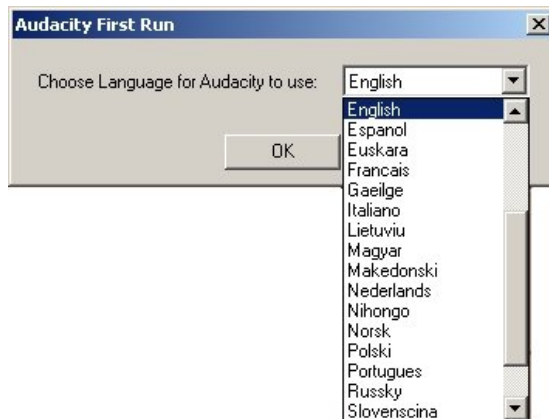 Audacity First Run
Choose Language for Audacity to use:
English
OK
English
Espanol
Euskara
Francais
Gaeilge
Italiano
Lietuviu
Magyar
Makedonski
Nederlands
Nihongo
Norsk
Polski
Portugues
Russky
Slovenscina